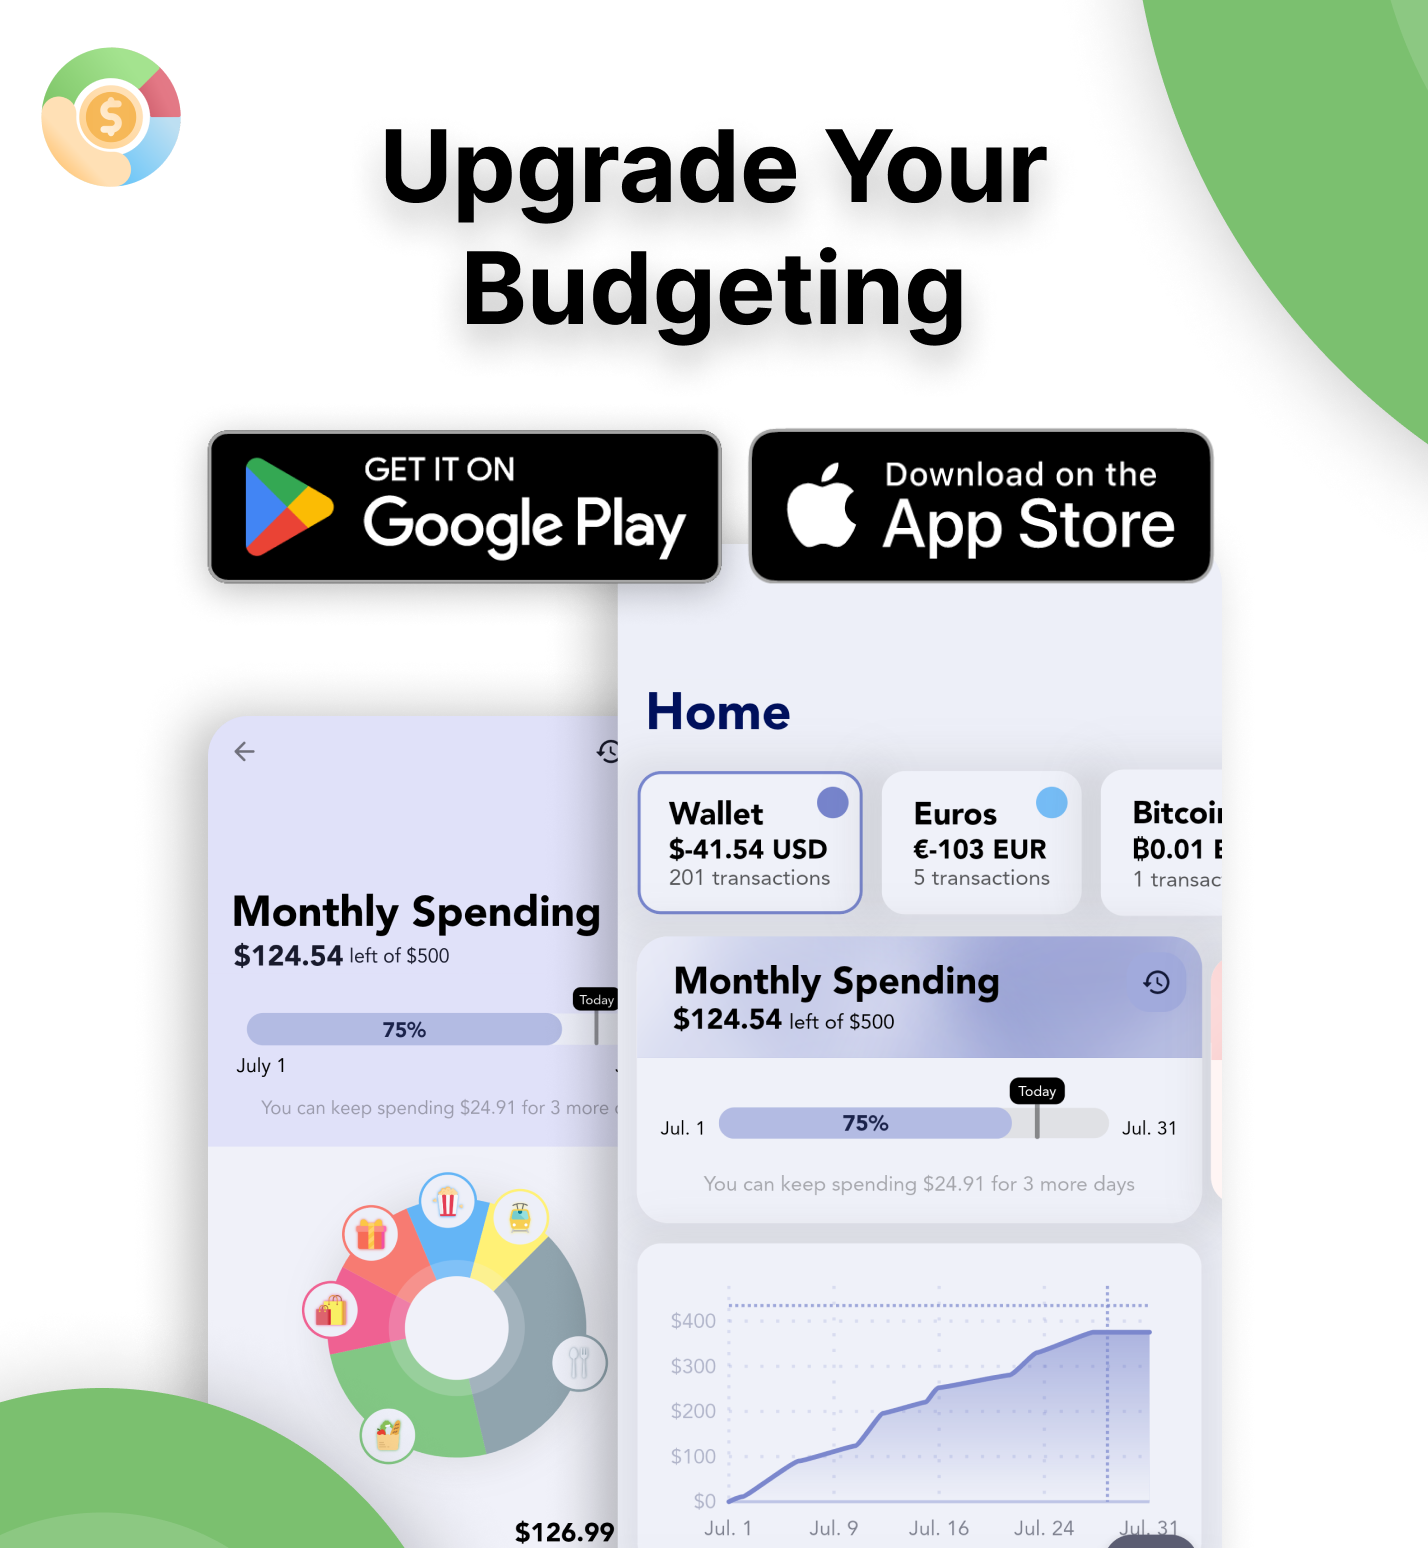 Upgrade Your
Budgeting
GET IT ON
Google Play
Download on the
App Store
Monthly Spending
$124.54 left of $500
Today
75%
July 1
You can keep spending $24.91 for 3 more
$126.99
Home
Wallet
$-41.54 USD
201 transactions
Euros
€-103 EUR
5 transactions
₿0.01
1
Monthly Spending
$124.54 left of $500
Today
Jul. 1
75%
Jul. 31
You can keep spending $24.91 for 3 more days
$400
$300
$200
$100
$0
Jul. 1
Jul. 9
Jul. 16
Jul. 24
Jul. 31